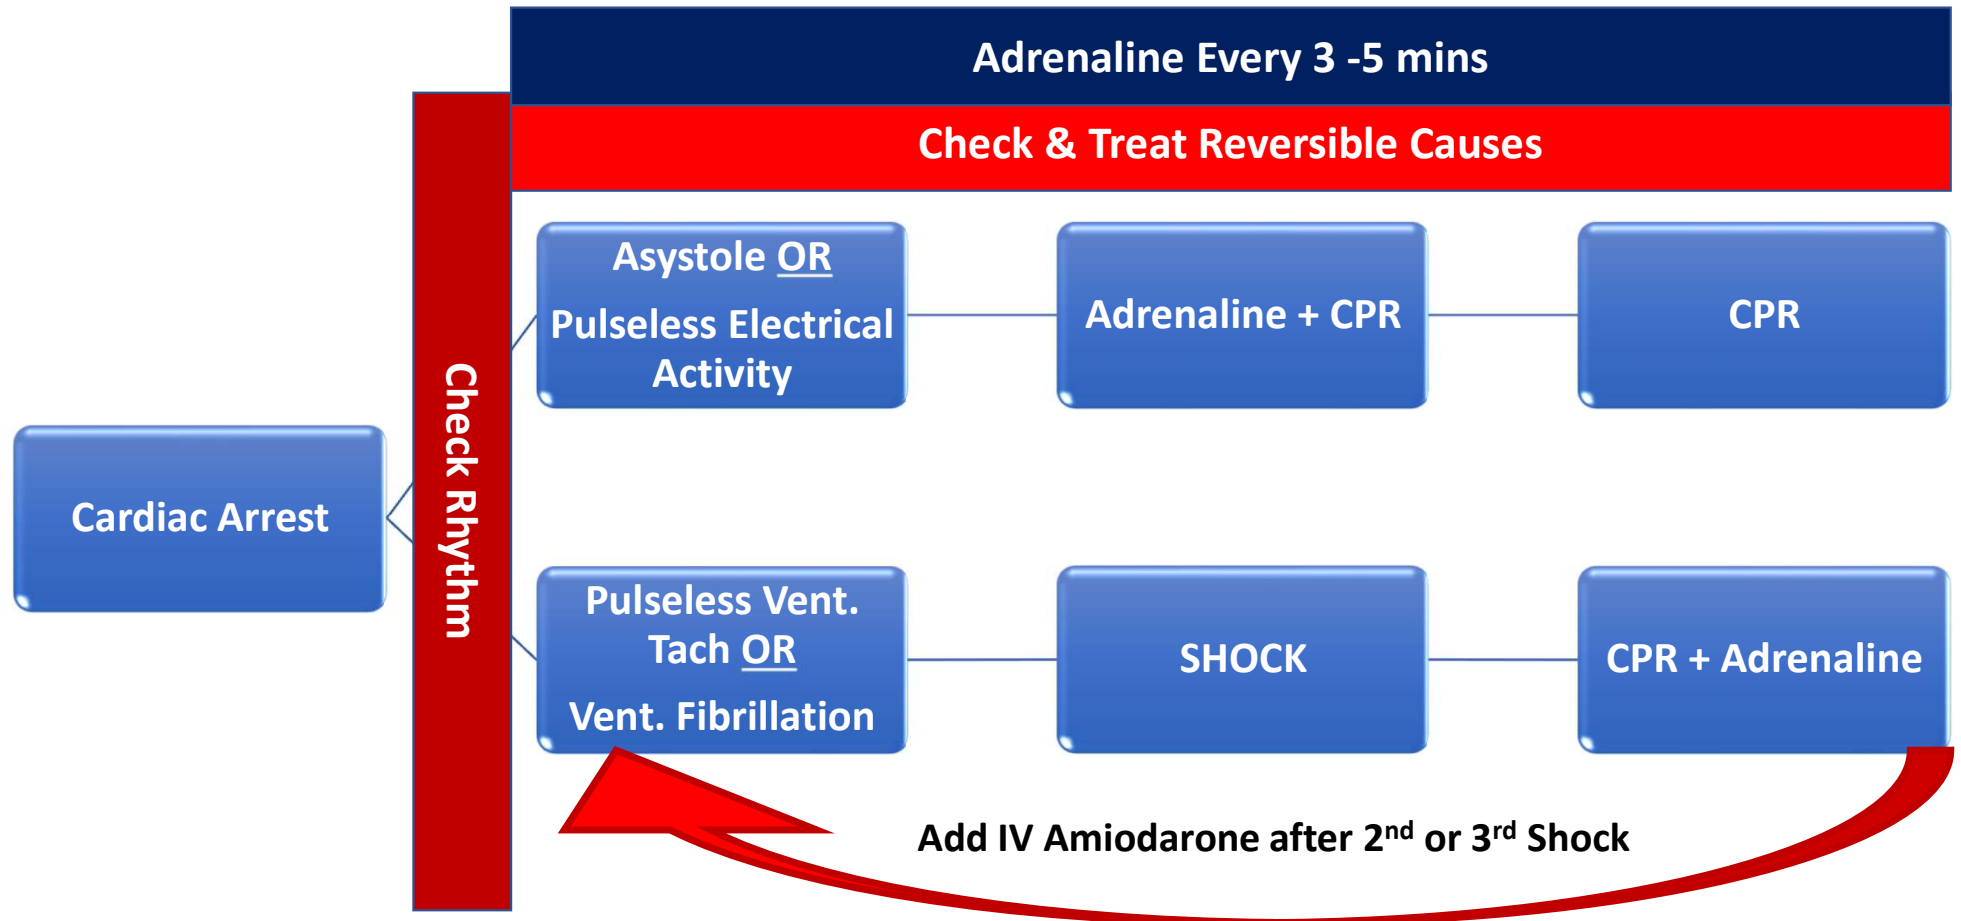 Adrenaline Every 3 -5 mins
Check & Treat Reversible Causes
Check Rhythm
Cardiac Arrest
Asystole OR
Pulseless Electrical
Activity
Adrenaline + CPR
CPR
Pulseless Vent.
Tach OR
Vent. Fibrillation
SHOCK
CPR + Adrenaline
Add IV Amiodarone after 2nd or 3rd Shock